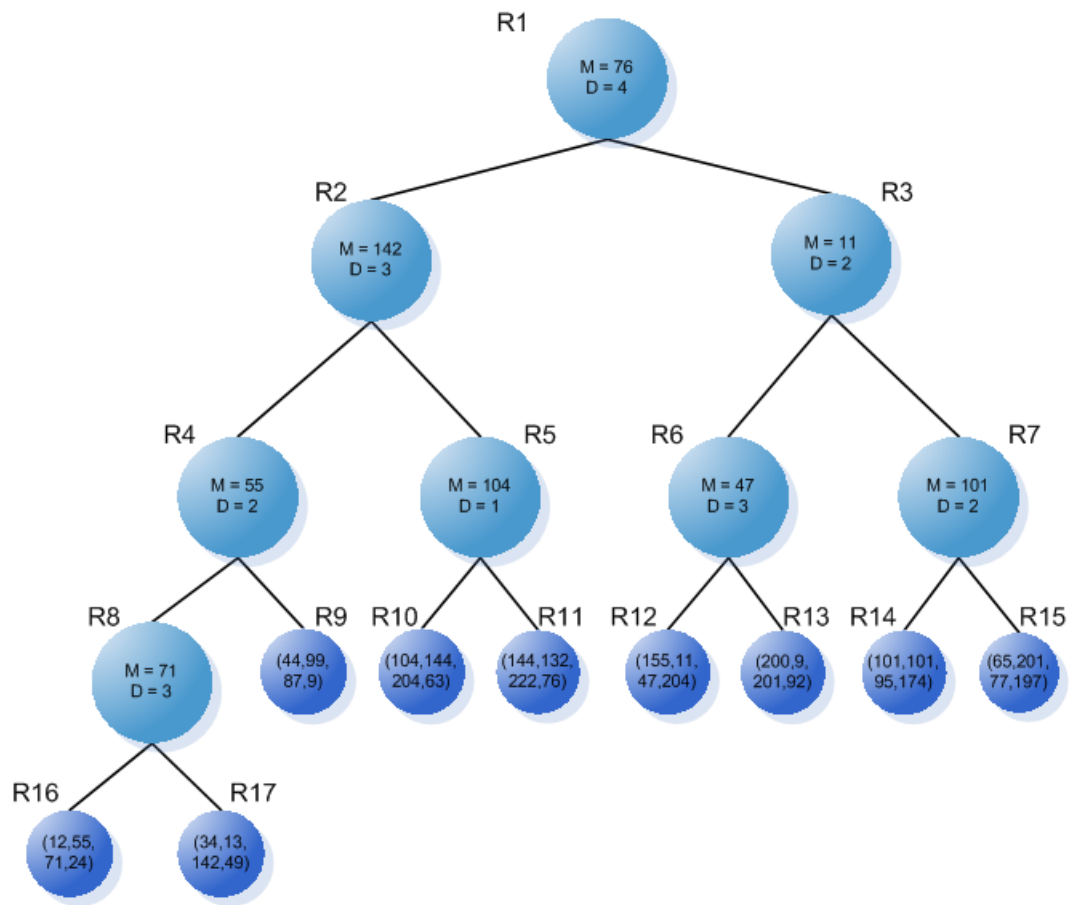 R1
M = 76
D = 4
R2
M = 142
D = 3
R3
M = 11
D = 2
R4
M = 55
D = 2
R5
M = 104
D = 1
R6
M = 47
D = 3
R7
M = 101
D = 2
R8
M = 71
D = 3
R9
(44,99,
87,9)
R10
(104,144,
204,63)
R11
(144,132,
222,76)
R12
(155,11,
47,204)
R13
(200,9,
201,92)
R14
(101,101,
95,174)
R15
(65,201,
77,197)
R16
(12,55,
71,24)
R17
(34,13,
142,49)